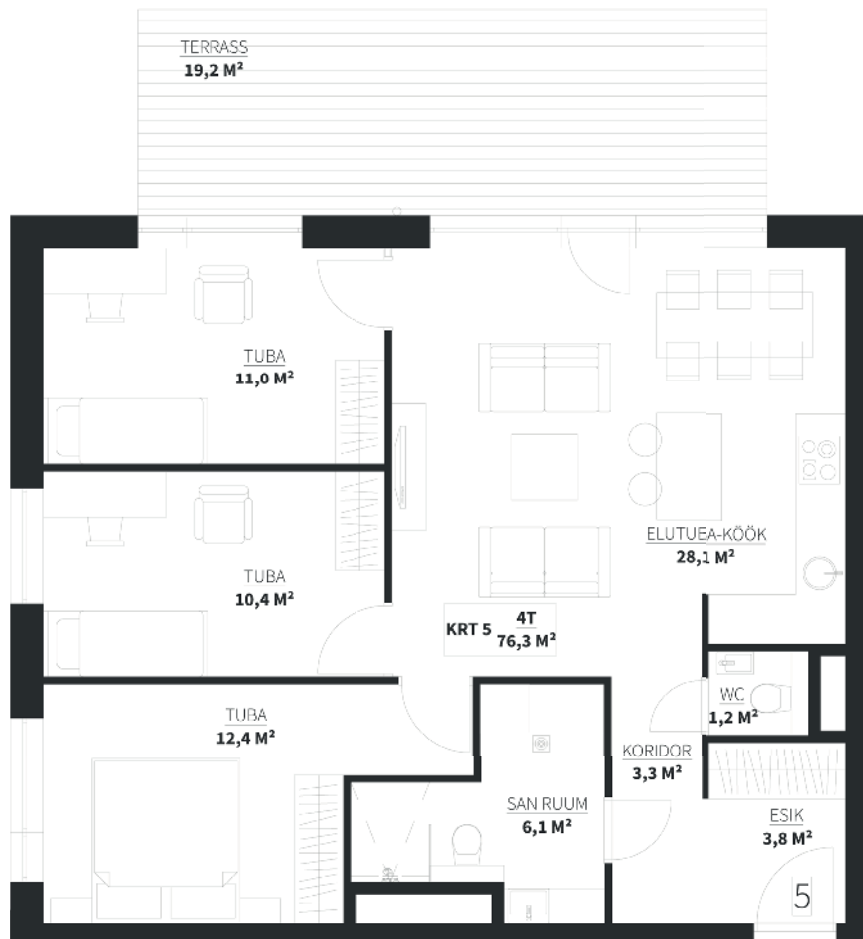 TERRASS
19,2 M²
TUBA
11,0 M²
ELUTUEA-KÖÖK
28,1 M²
TUBA
10,4 M²
KRT 5
4T
76,3 M²
TUBA
12,4 M²
WC
1,2 M²
KORIDOR
3,3 M²
SAN RUUM
6,1 M²
ESIK
3,8 M²
5